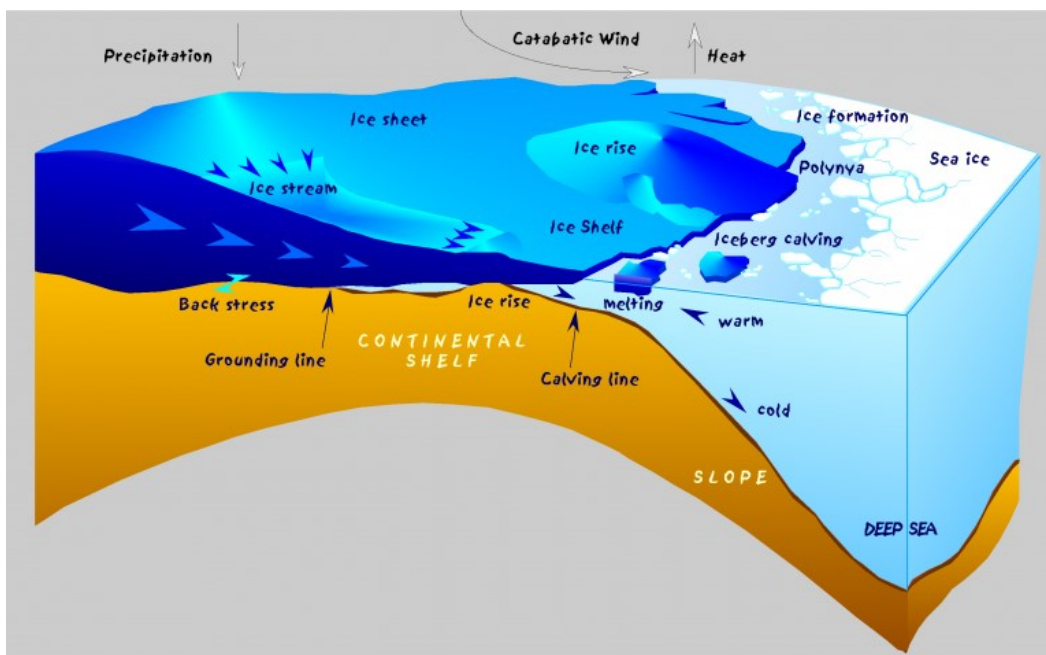 Catabatic Wind
Precipitation
Heat
Ice sheet
Ice formation
Ice rise
Sea ice
Polynya
Ice stream
Ice Shelf
Iceberg calving
Back stress
Ice rise
melting
warm
CONTINENTAL
SHELF
Grounding line
Calving line
cold
SLOPE
DEEP SEA